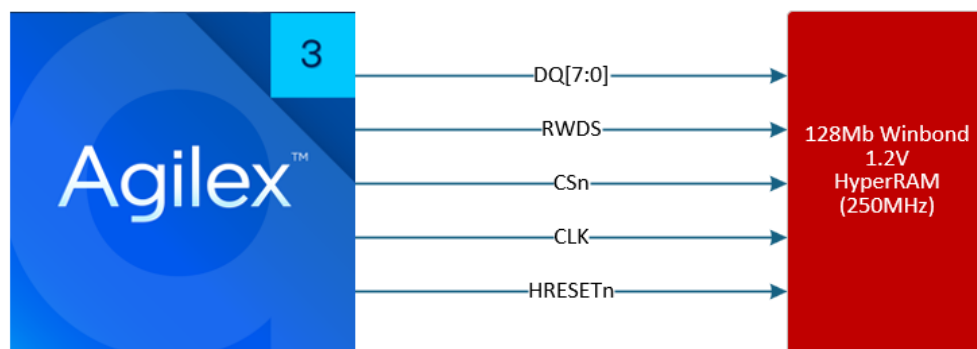 3
Agilex™
DQ[7:0]
RWDS
CSn
CLK
HRESETn
128Mb Winbond
1.2V
HyperRAM
(250MHz)